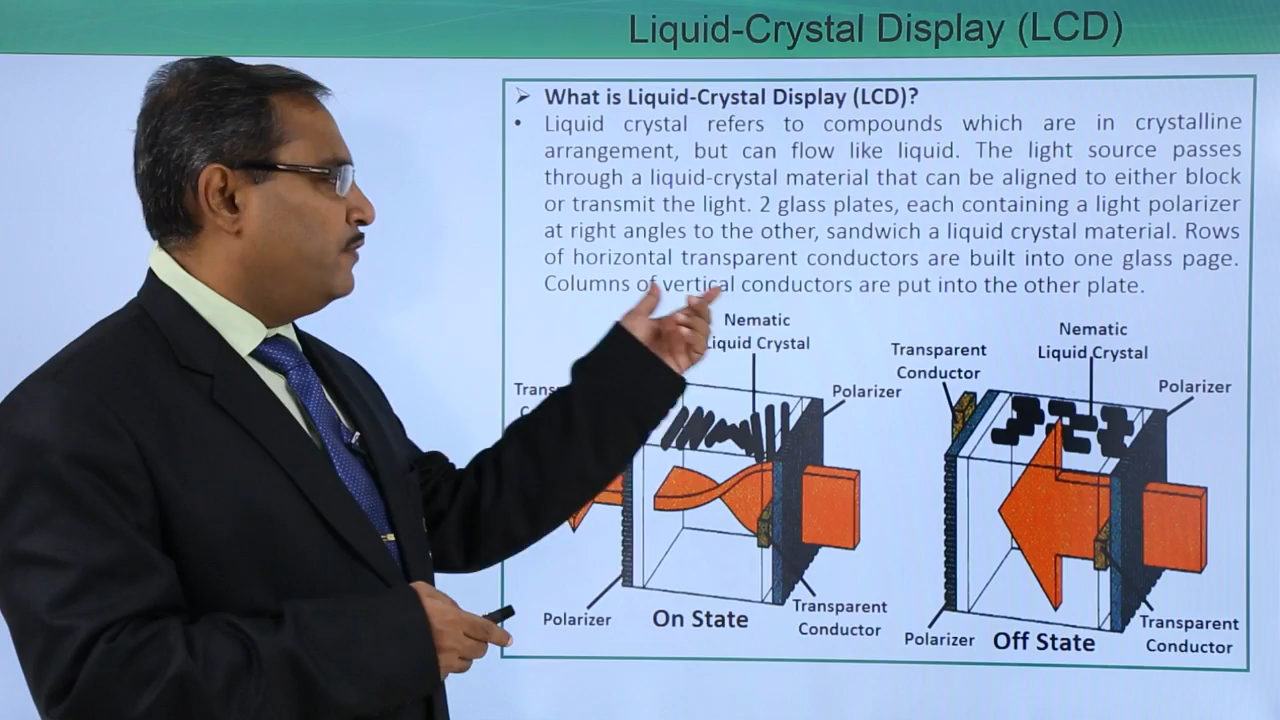 Liquid-Crystal Display (LCD)
➤ What is Liquid-Crystal Display (LCD)?
• Liquid crystal refers to compounds which are in crystalline
arrangement, but can flow like liquid. The light source passes
through a liquid-crystal material that can be aligned to either block
or transmit the light. 2 glass plates, each containing a light polarizer
at right angles to the other, sandwich a liquid crystal material. Rows
of horizontal transparent conductors are built into one glass page.
Columns of vertical conductors are put into the other plate.
Nematic
Liquid Crystal
Polarizer
Polarizer
On State
Transparent
Conductor
Transparent
Conductor
Nematic
Liquid Crystal
Polarizer
Polarizer
Off State
Transparent
Conductor